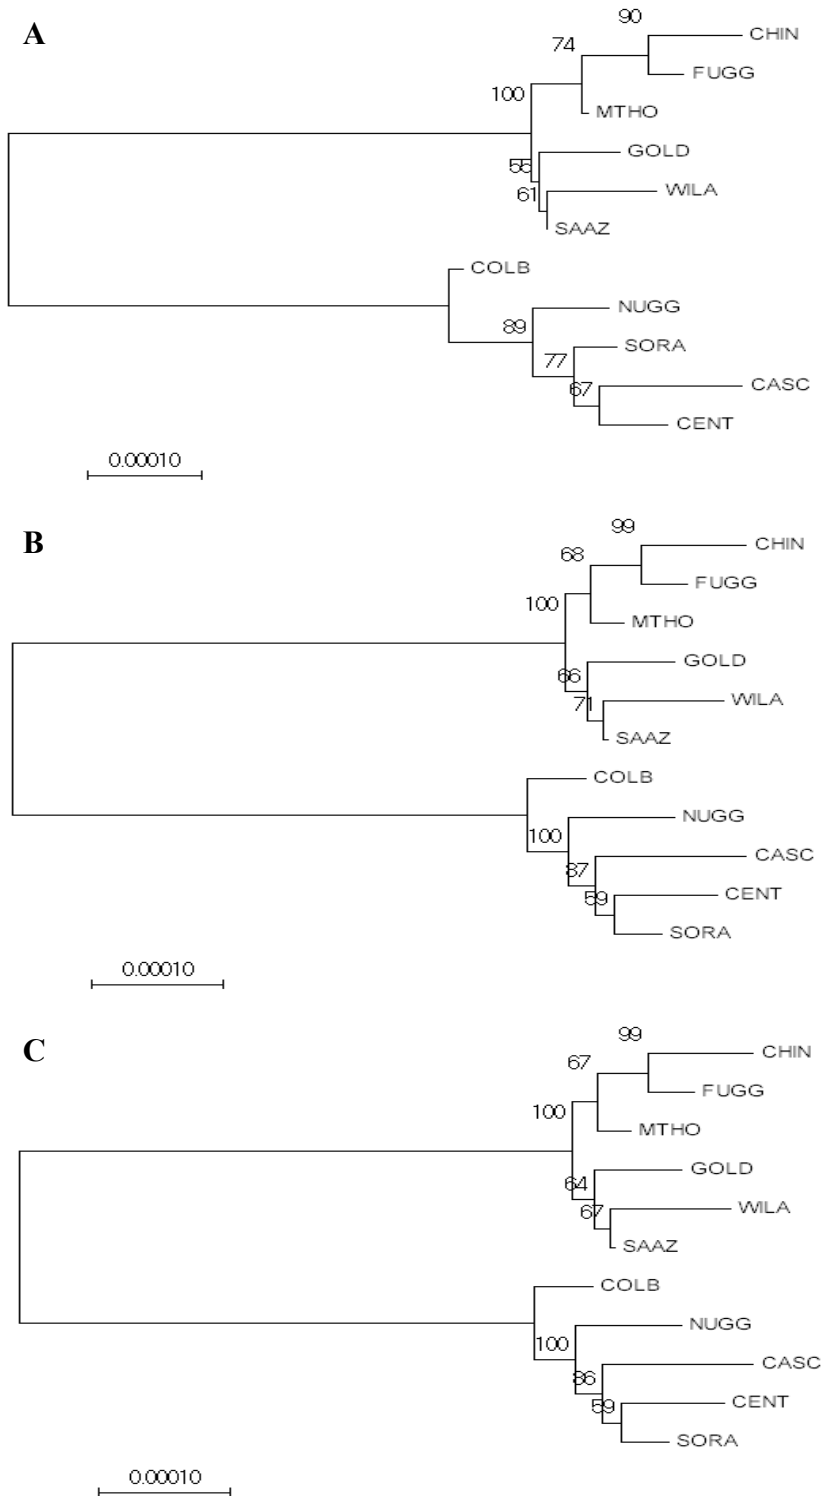 A
90
CHIN
74
FUGG
100
MTHO
GOLD
55
61
WILA
SAAZ
COLB
NUGG
89
SORA
77
67
CASC
CENT
0.00010
B
99
CHIN
68
FUGG
100
MTHO
GOLD
66
71
WILA
SAAZ
COLB
NUGG
100
CASC
87
59
CENT
SORA
0.00010
C
99
CHIN
67
FUGG
100
MTHO
GOLD
64
67
WILA
SAAZ
COLB
NUGG
100
CASC
86
59
CENT
SORA
0.00010